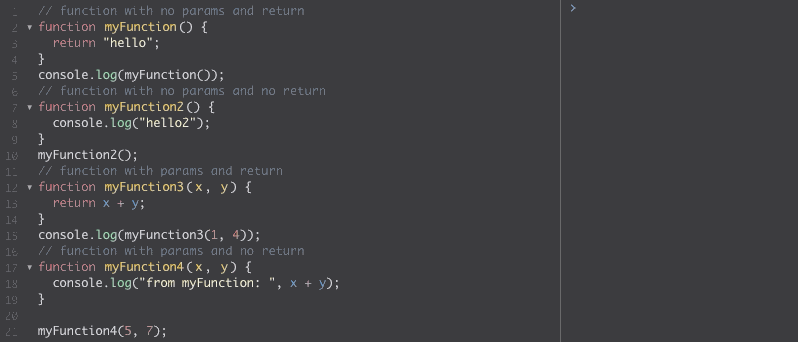 1 // function with no params and return
2 ▾ function myFunction() {
3 return "hello";
4 }
5 console.log(myFunction());
6 // function with no params and no return
7 ▾ function myFunction2() {
8 console.log("hello2");
9 }
10 myFunction2();
11 // function with params and return
12 ▾ function myFunction3(x, y) {
13 return x + y;
14 }
15 console.log(myFunction3(1, 4));
16 // function with params and no return
17 ▾ function myFunction4(x, y) {
18 console.log("from myFunction: ", x + y);
19 }
20
21 myFunction4(5, 7);
>